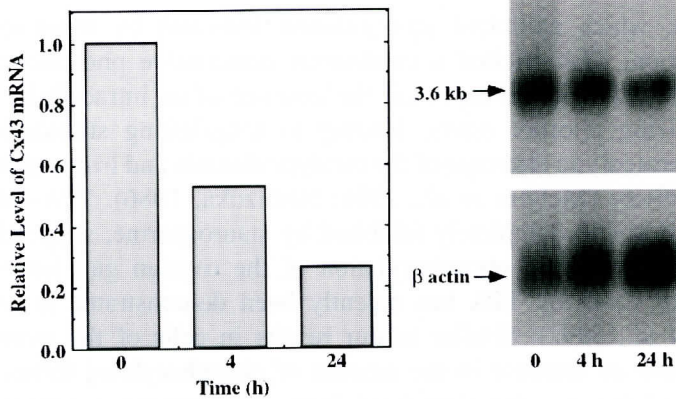 Relative Level of Cx43 mRNA
1.0
0.8
0.6
0.4
0.2
0.0
0 4 24
Time (h)
3.6 kb
β actin
0 4 h 24 h